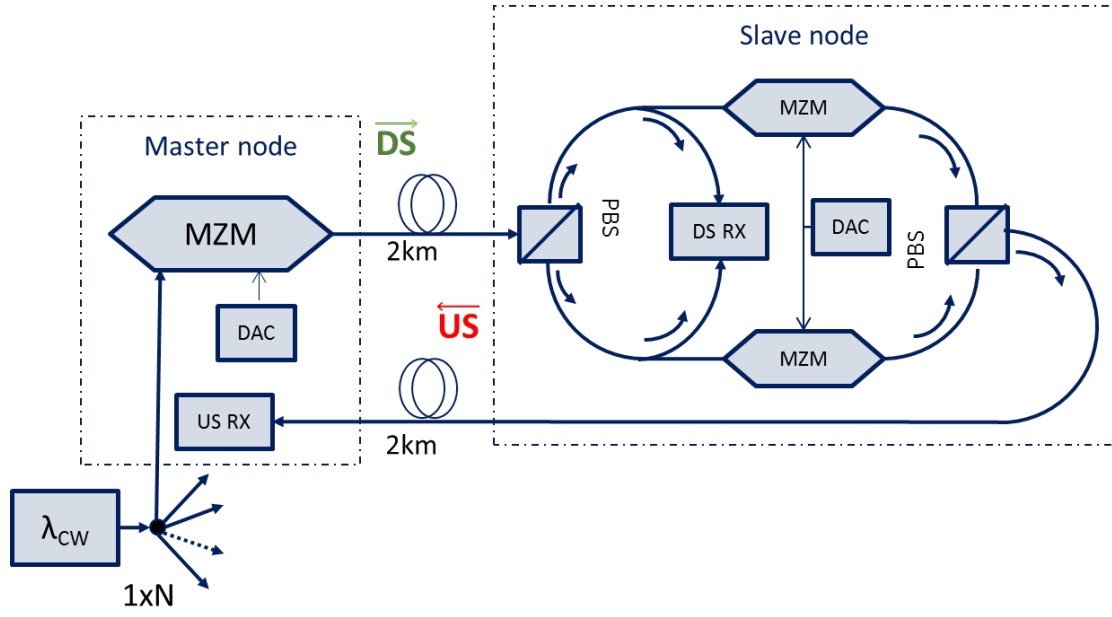 Slave node
MZM
Master node
DS
MZM
PBS
DS RX
DAC
PBS
2km
US
DAC
MZM
US RX
2km
λCW
1xN